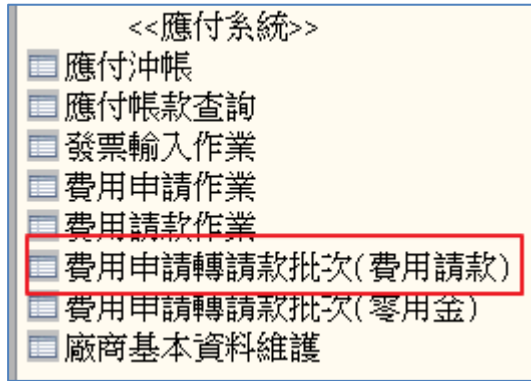 <<應付系統>>
應付沖帳
應付帳款查詢
發票輸入作業
費用申請作業
費用請款作業
費用申請轉請款批次(費用請款)
費用申請轉請款批次(零用金)
廠商基本資料維護